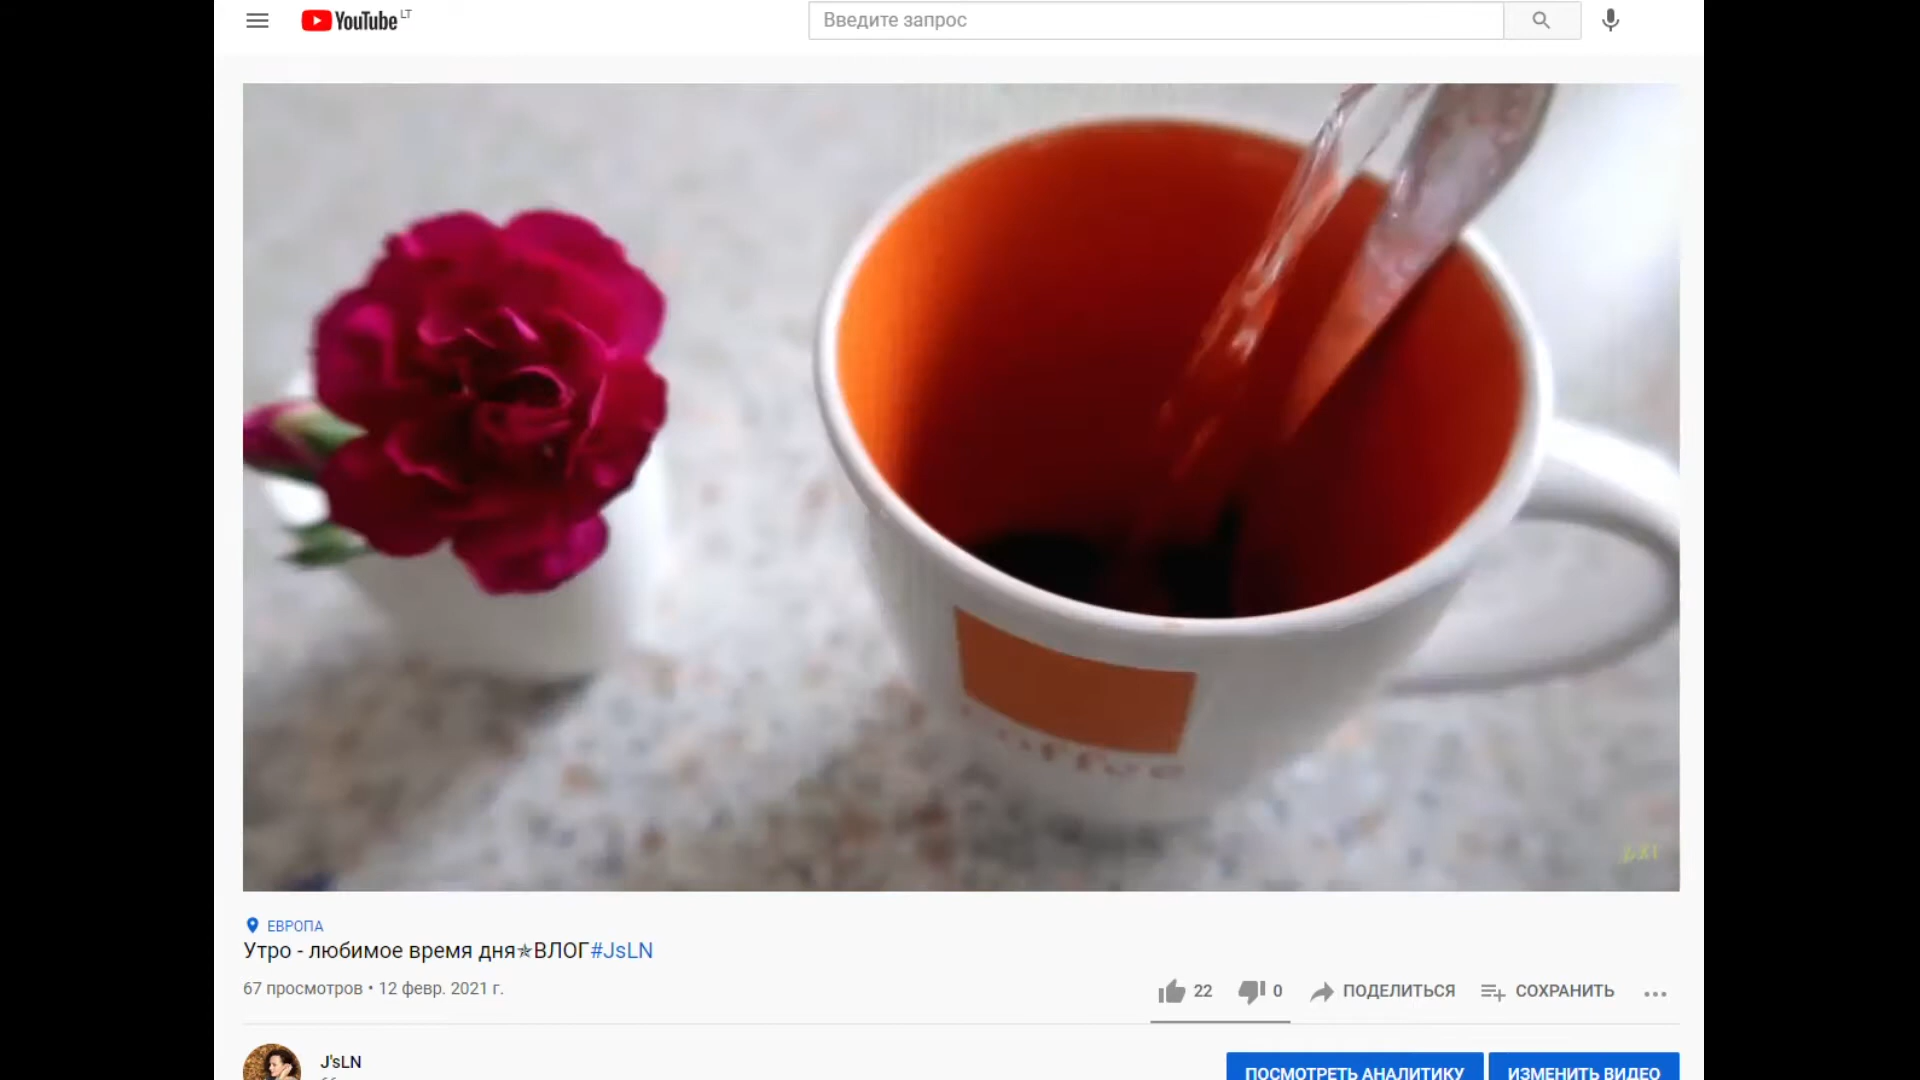 YouTube LT
Введите запрос
ЕВРОПА
Утро - любимое время дня✯ВЛОГ#JsLN
67 просмотров • 12 февр. 2021 г.
22
0
ПОДЕЛИТЬСЯ
СОХРАНИТЬ
J'sLN
ПОСМОТРЕТЬ АНАЛИТИКУ
ИЗМЕНИТЬ ВИДЕО